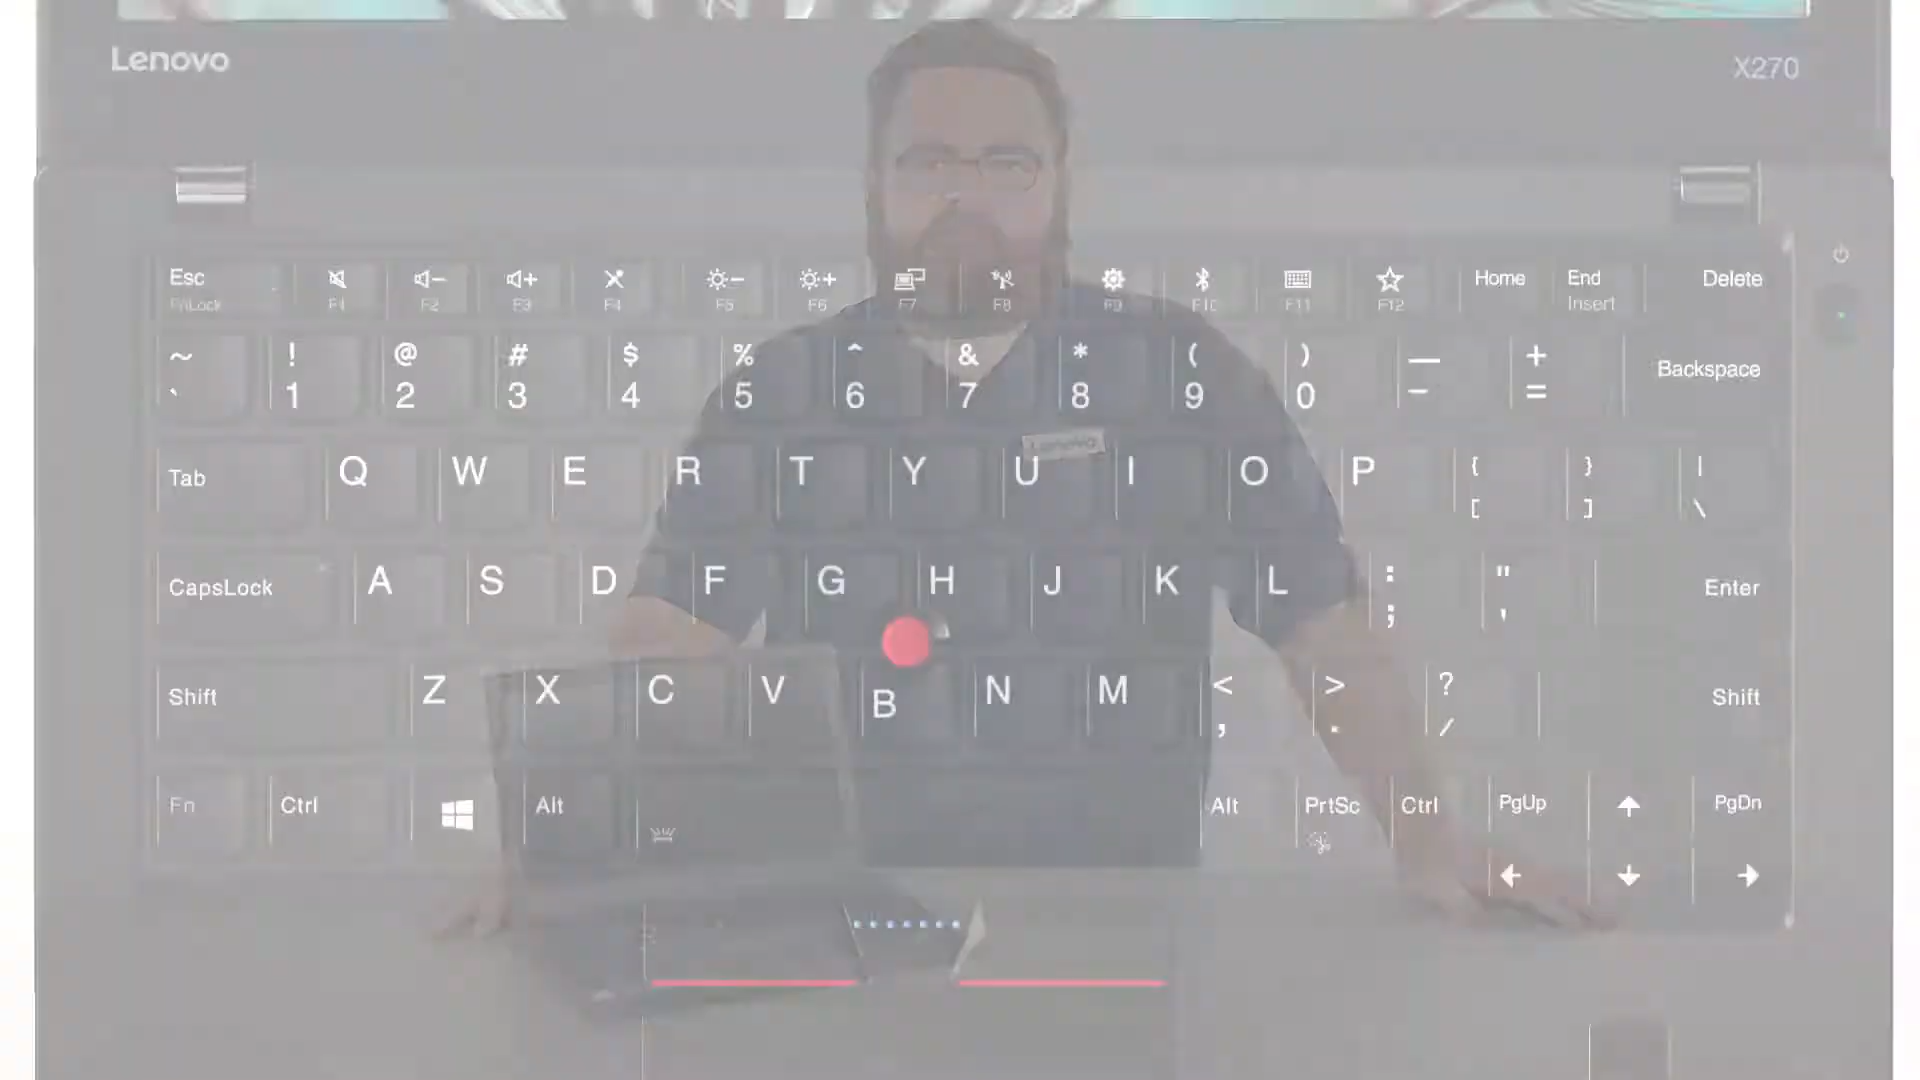 Lenovo X270
Esc F1 F2 F3 F4 F5 F6 F7 F8 F9 F10 F11 F12 Home End Delete
FnLock Insert
~ ! @ # $ % ^ & * ( ) — +
` 1 2 3 4 5 6 7 8 9 0 - = Backspace
Lenovo
Tab Q W E R T Y U I O P { } |
[ ] \
CapsLock A S D F G H J K L : " Enter
; '
Shift Z X C V B N M < > ? Shift
, . /
Fn Ctrl Alt Alt PrtSc Ctrl PgUp PgDn